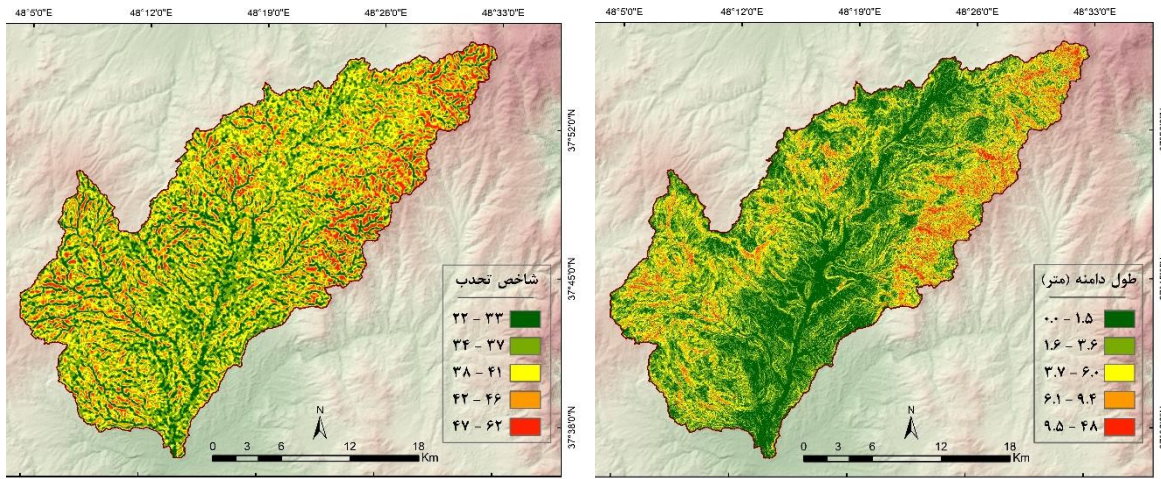 48°5'0"E 48°12'0"E 48°19'0"E 48°26'0"E 48°33'0"E
37°52'0"N
37°45'0"N
37°38'0"N
شاخص تحدب
۲۲ – ۳۳
۳۴ – ۳۷
۳۸ – ۴۱
۴۲ – ۴۶
۴۷ – ۶۲
N
0 3 6 12 18
Km
48°5'0"E 48°12'0"E 48°19'0"E 48°26'0"E 48°33'0"E
طول دامنه (متر)
۰.۰ – ۱.۵
۱.۶ – ۳.۶
۳.۷ – ۶.۰
۶.۱ – ۹.۴
۹.۵ – ۴۸
N
0 3 6 12 18
Km